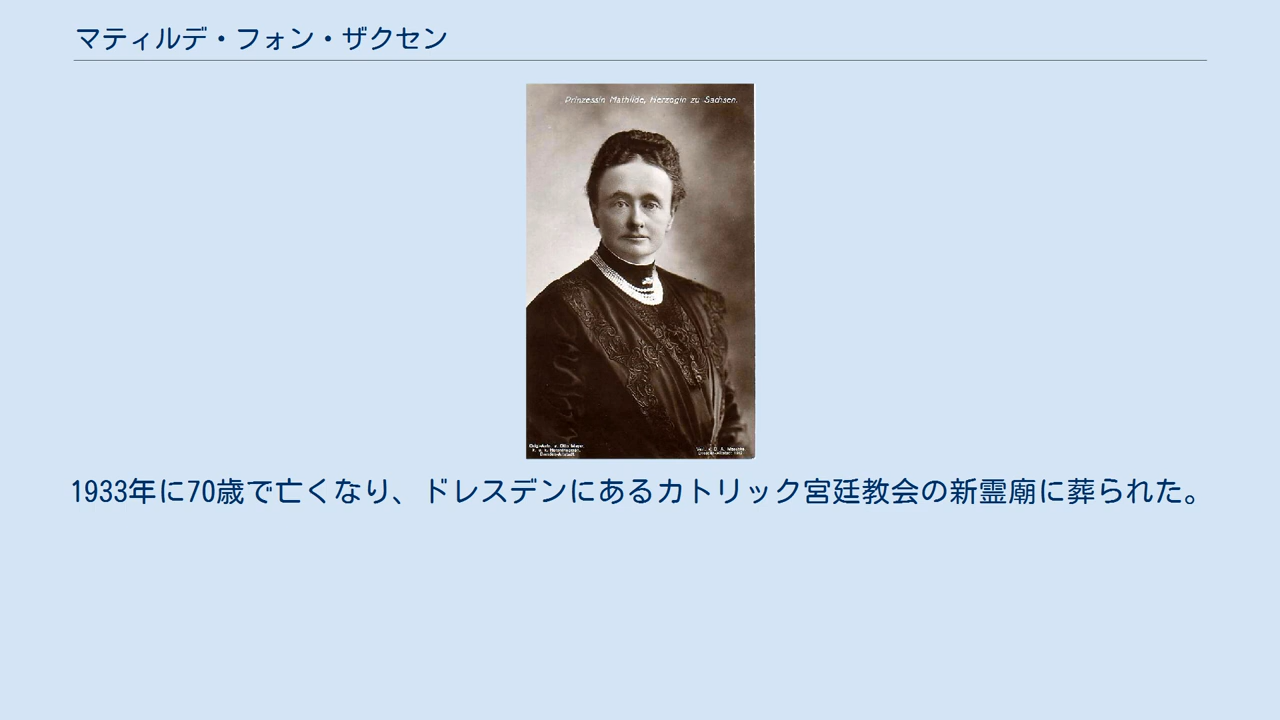 マティルデ・フォン・ザクセン
Prinzessin Mathilde, Herzogin zu Sachsen.
1933年に70歳で亡くなり、ドレスデンにあるカトリック宮廷教会の新霊廟に葬られた。